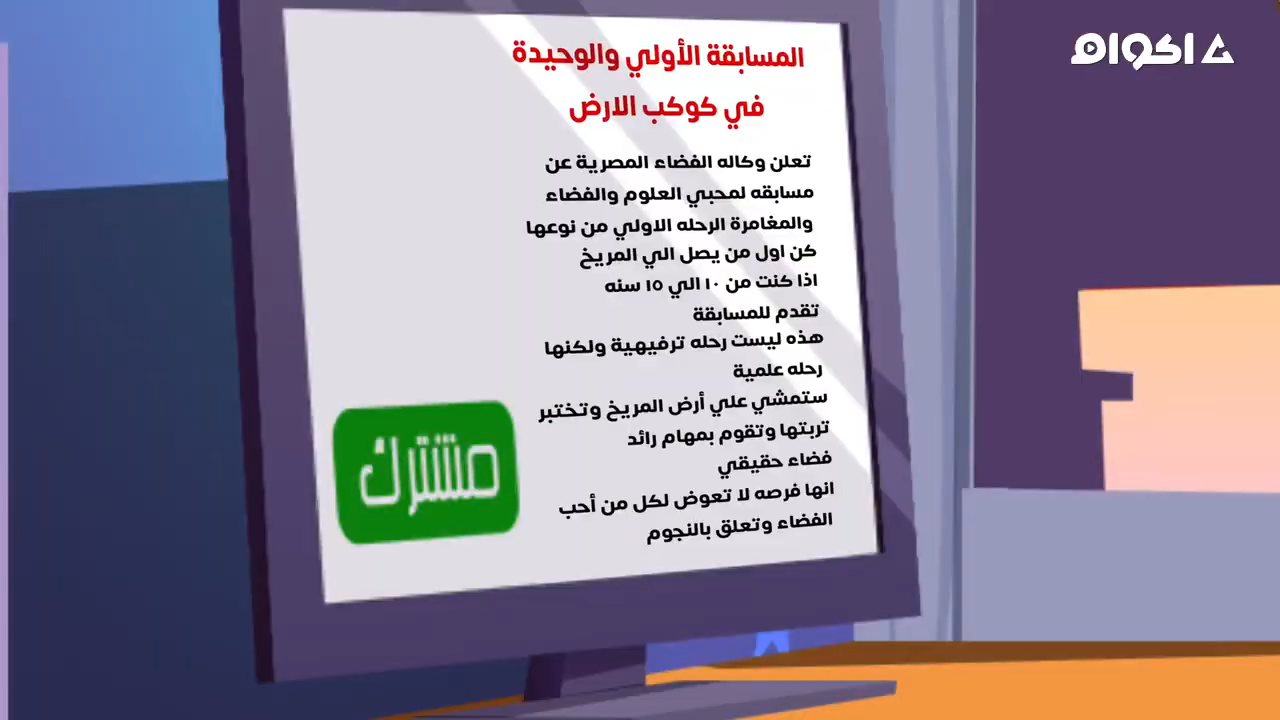 اكوام
المسابقة الأولي والوحيدة
في كوكب الارض
تعلن وكاله الفضاء المصرية عن
مسابقه لمحبي العلوم والفضاء
والمغامرة الرحله الاولي من نوعها
كن اول من يصل الي المريخ
اذا كنت من ١٠ الي ١٥ سنه
تقدم للمسابقة
هذه ليست رحله ترفيهية ولكنها
رحله علمية
ستمشي علي أرض المريخ وتختبر
تربتها وتقوم بمهام رائد
فضاء حقيقي
انها فرصه لا تعوض لكل من أحب
الفضاء وتعلق بالنجوم
مشترك